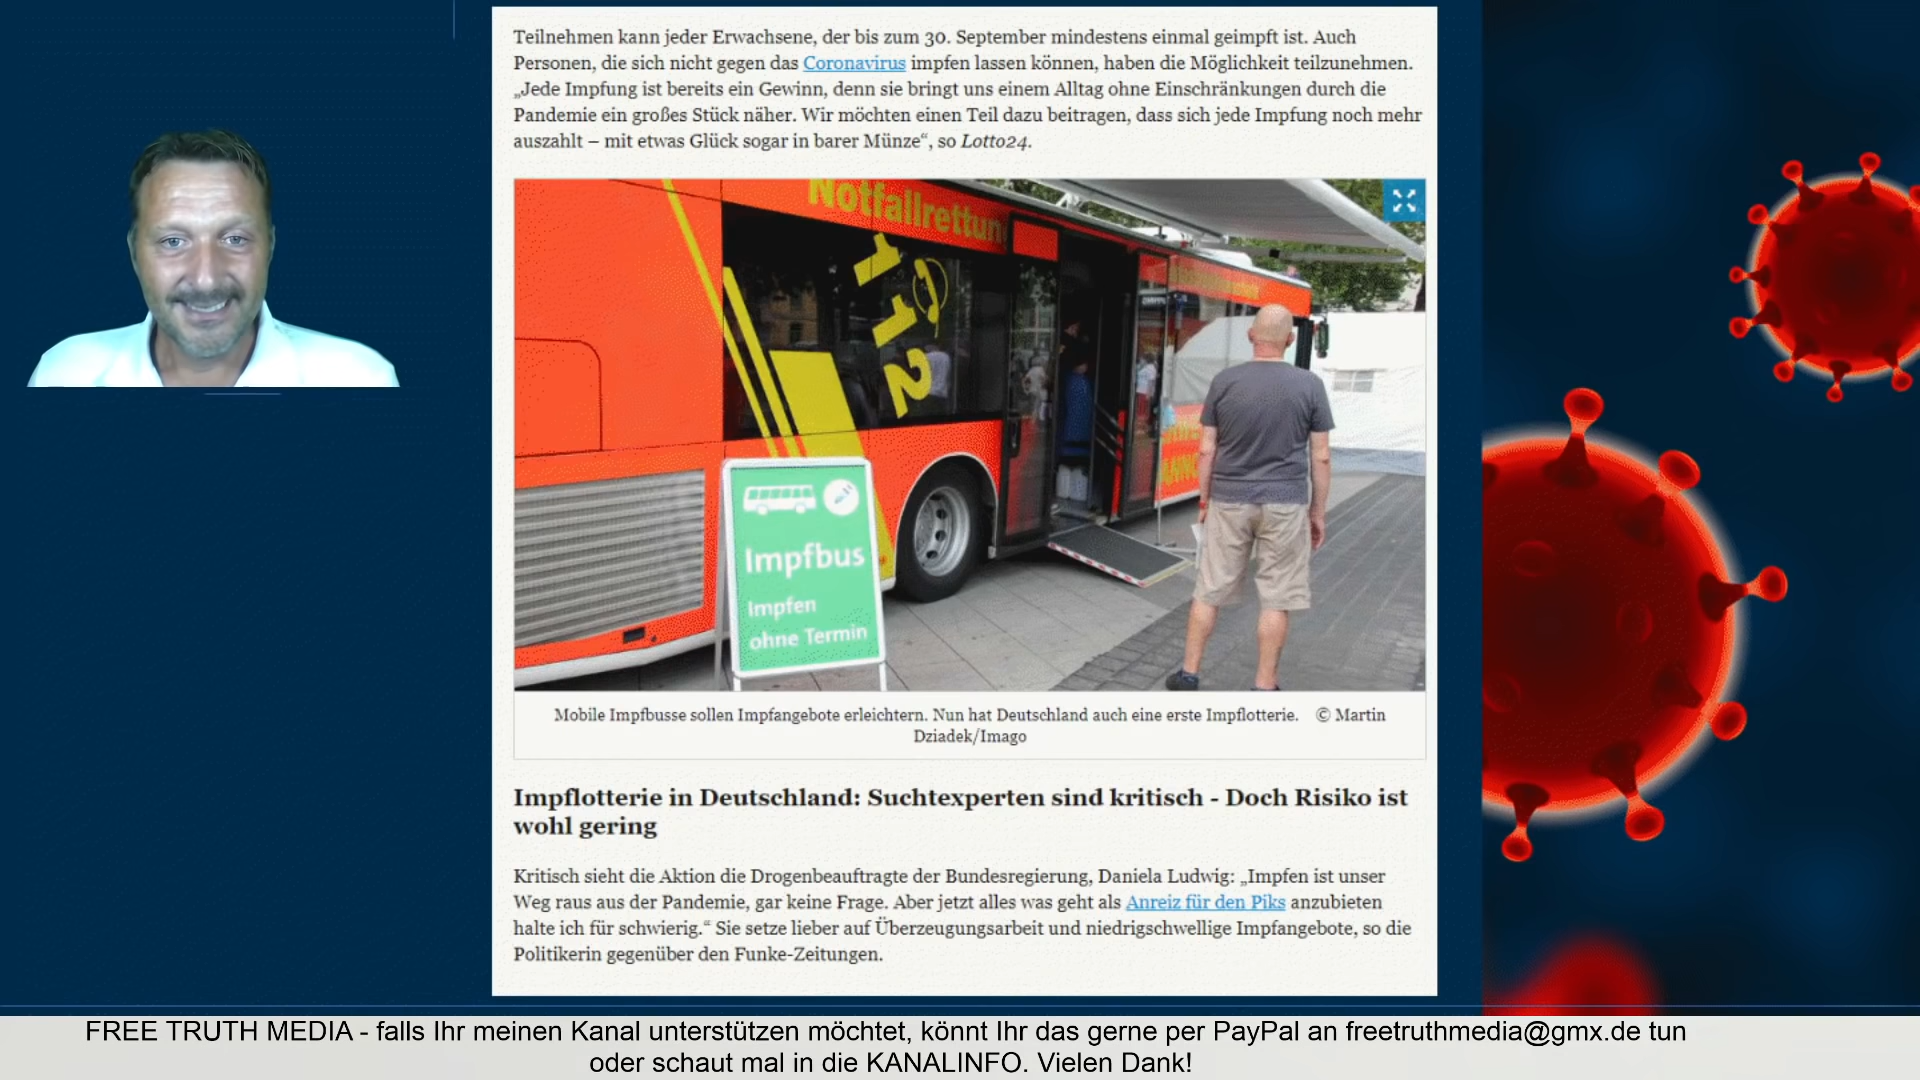 Teilnehmen kann jeder Erwachsene, der bis zum 30. September mindestens einmal geimpft ist. Auch
Personen, die sich nicht gegen das Coronavirus impfen lassen können, haben die Möglichkeit teilzunehmen.
„Jede Impfung ist bereits ein Gewinn, denn sie bringt uns einem Alltag ohne Einschränkungen durch die
Pandemie ein großes Stück näher. Wir möchten einen Teil dazu beitragen, dass sich jede Impfung noch mehr
auszahlt – mit etwas Glück sogar in barer Münze“, so Lotto24.
Notfallrettun
112
Impfbus
Impfen
ohne Termin
Mobile Impfbusse sollen Impfangebote erleichtern. Nun hat Deutschland auch eine erste Impflotterie. © Martin
Dziadek/Imago
Impflotterie in Deutschland: Suchtexperten sind kritisch - Doch Risiko ist
wohl gering
Kritisch sieht die Aktion die Drogenbeauftragte der Bundesregierung, Daniela Ludwig: „Impfen ist unser
Weg raus aus der Pandemie, gar keine Frage. Aber jetzt alles was geht als Anreiz für den Piks anzubieten
halte ich für schwierig.“ Sie setze lieber auf Überzeugungsarbeit und niedrigschwellige Impfangebote, so die
Politikerin gegenüber den Funke-Zeitungen.
FREE TRUTH MEDIA - falls Ihr meinen Kanal unterstützen möchtet, könnt Ihr das gerne per PayPal an freetruthmedia@gmx.de tun
oder schaut mal in die KANALINFO. Vielen Dank!